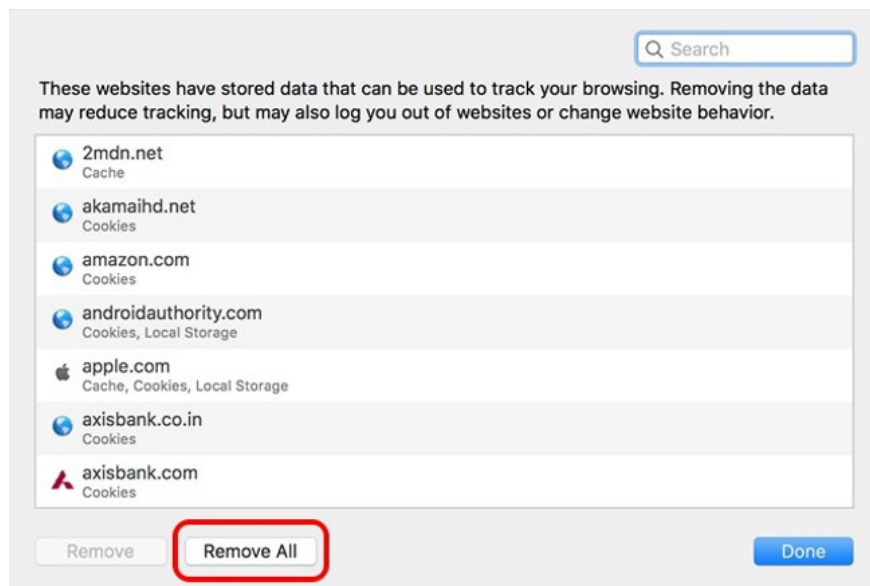 Search
These websites have stored data that can be used to track your browsing. Removing the data
may reduce tracking, but may also log you out of websites or change website behavior.
2mdn.net
Cache
akamaihd.net
Cookies
amazon.com
Cookies
androidauthority.com
Cookies, Local Storage
apple.com
Cache, Cookies, Local Storage
axisbank.co.in
Cookies
axisbank.com
Cookies
Remove Remove All Done